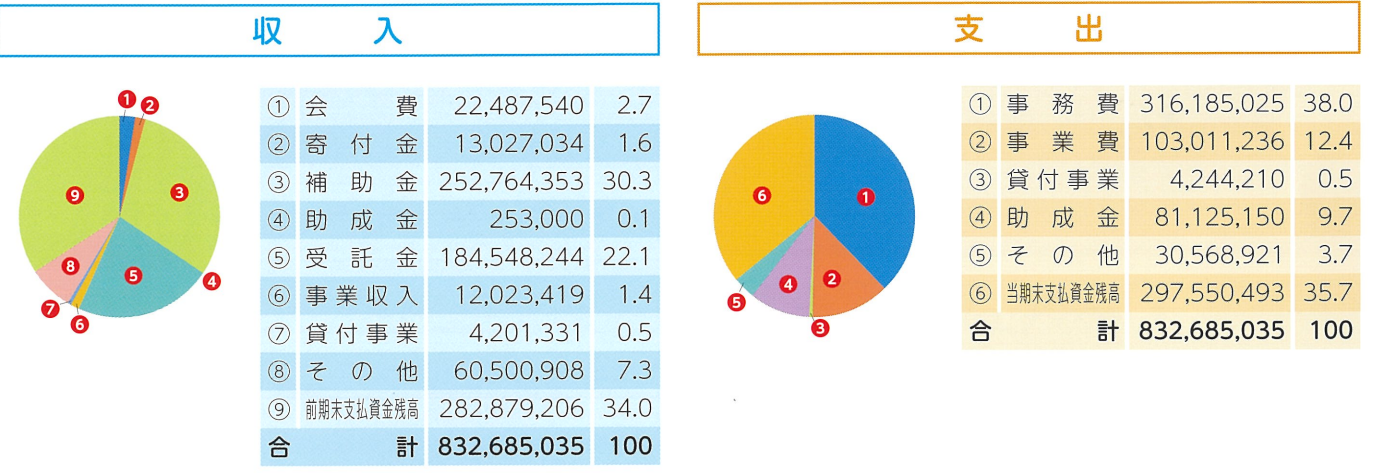 収入
① 会費 22,487,540 2.7
② 寄付金 13,027,034 1.6
③ 補助金 252,764,353 30.3
④ 助成金 253,000 0.1
⑤ 受託金 184,548,244 22.1
⑥ 事業収入 12,023,419 1.4
⑦ 貸付事業 4,201,331 0.5
⑧ その他 60,500,908 7.3
⑨ 前期末支払資金残高 282,879,206 34.0
合計 832,685,035 100
1
2
3
4
5
6
7
8
9
支出
① 事務費 316,185,025 38.0
② 事業費 103,011,236 12.4
③ 貸付事業 4,244,210 0.5
④ 助成金 81,125,150 9.7
⑤ その他 30,568,921 3.7
⑥ 当期末支払資金残高 297,550,493 35.7
合計 832,685,035 100
1
2
3
4
5
6